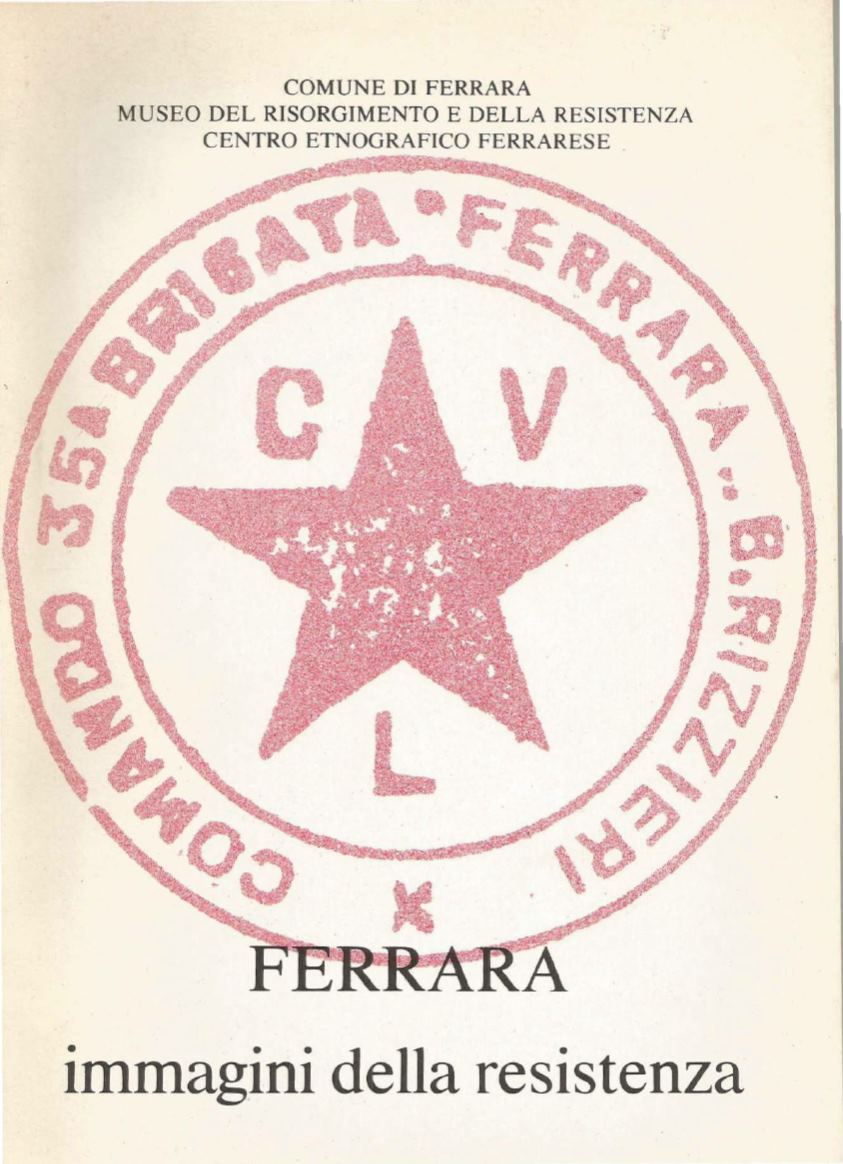 COMUNE DI FERRARA
MUSEO DEL RISORGIMENTO E DELLA RESISTENZA
CENTRO ETNOGRAFICO FERRARESE
COMANDO 35A BRIGATA • FERRARA.. B.RIZZIERI
C V
L
FERRARA
immagini della resistenza